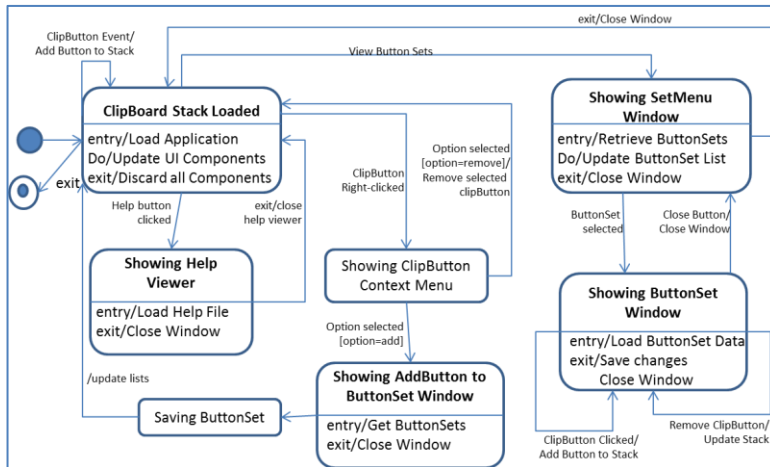 ClipButton Event/
Add Button to Stack
exit/Close Window
View Button Sets
ClipBoard Stack Loaded
entry/Load Application
Do/Update UI Components
exit/Discard all Components
exit
Showing SetMenu
Window
entry/Retrieve ButtonSets
Do/Update ButtonSet List
exit/Close Window
Option selected
[option=remove]/
Remove selected
clipButton
ClipButton
Right-clicked
Help button
clicked
exit/close
help viewer
ButtonSet
selected
Close Button/
Close Window
Showing Help
Viewer
entry/Load Help File
exit/Close Window
Showing ClipButton
Context Menu
Showing ButtonSet
Window
entry/Load ButtonSet Data
exit/Save changes
Close Window
Option selected
[option=add]
/update lists
Showing AddButton to
ButtonSet Window
entry/Get ButtonSets
exit/Close Window
Saving ButtonSet
ClipButton Clicked/
Add Button to Stack
Remove ClipButton/
Update Stack